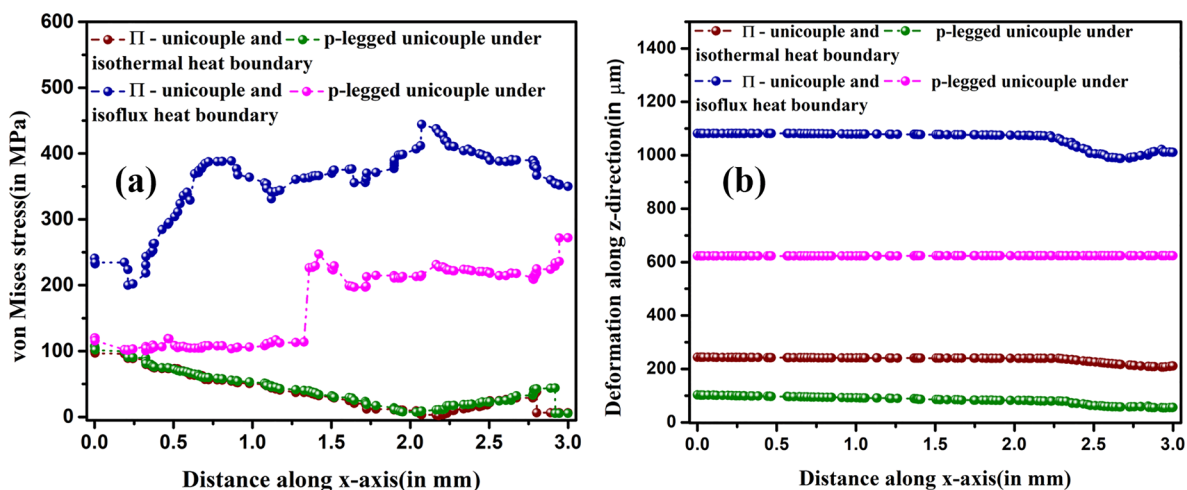 600
500
400
300
200
100
0
von Mises stress(in MPa)
Π - unicouple and p-legged unicouple under
isothermal heat boundary
Π - unicouple and p-legged unicouple under
isoflux heat boundary
(a)
0.0 0.5 1.0 1.5 2.0 2.5 3.0
Distance along x-axis(in mm)
1400
1200
1000
800
600
400
200
0
Deformation along z-direction(in μm)
Π - unicouple and p-legged unicouple under
isothermal heat boundary
Π - unicouple and p-legged unicouple under
isoflux heat boundary
(b)
0.0 0.5 1.0 1.5 2.0 2.5 3.0
Distance along x-axis(in mm)